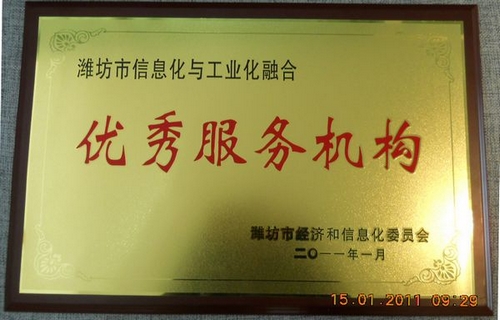 潍坊市信息化与工业化融合
优秀服务机构
潍坊市经济和信息化委员会
二〇一一年一月
15.01.2011 09:29